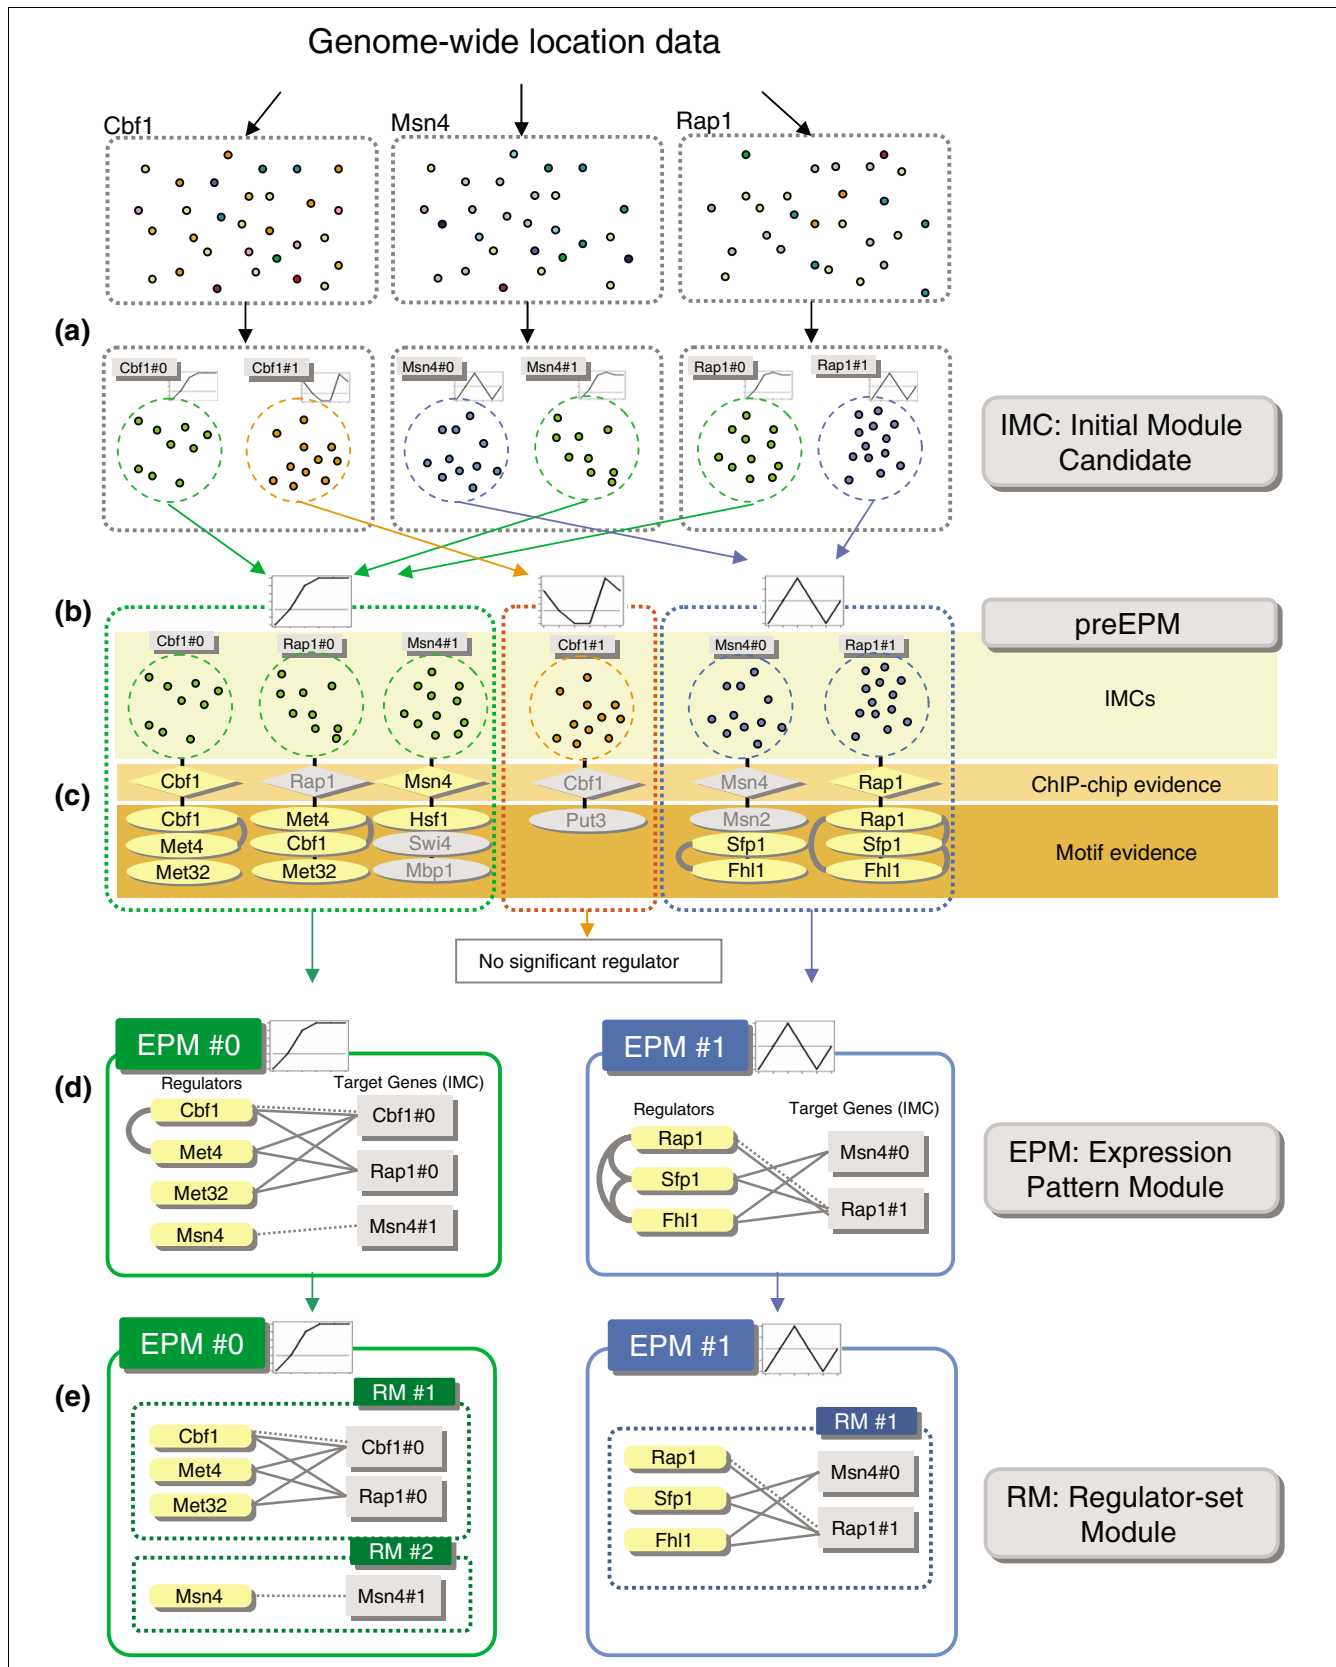 Genome-wide location data
Cbf1
Msn4
Rap1
(a)
Cbf1#0
Cbf1#1
Msn4#0
Msn4#1
Rap1#0
Rap1#1
IMC: Initial Module
Candidate
(b)
preEPM
Cbf1#0
Rap1#0
Msn4#1
Cbf1#1
Msn4#0
Rap1#1
IMCs
(c)
Cbf1
Rap1
Msn4
Cbf1
Msn4
Rap1
ChIP-chip evidence
Cbf1
Met4
Hsf1
Put3
Msn2
Rap1
Met4
Cbf1
Swi4
Sfp1
Sfp1
Motif evidence
Met32
Met32
Mbp1
Fhl1
Fhl1
No significant regulator
EPM #0
EPM #1
(d)
Regulators
Target Genes (IMC)
Cbf1
Met4
Met32
Msn4
Cbf1#0
Rap1#0
Msn4#1
Regulators
Target Genes (IMC)
Rap1
Sfp1
Fhl1
Msn4#0
Rap1#1
EPM: Expression
Pattern Module
EPM #0
EPM #1
(e)
RM #1
Cbf1
Met4
Met32
Cbf1#0
Rap1#0
RM #2
Msn4
Msn4#1
RM #1
Rap1
Sfp1
Fhl1
Msn4#0
Rap1#1
RM: Regulator-set
Module